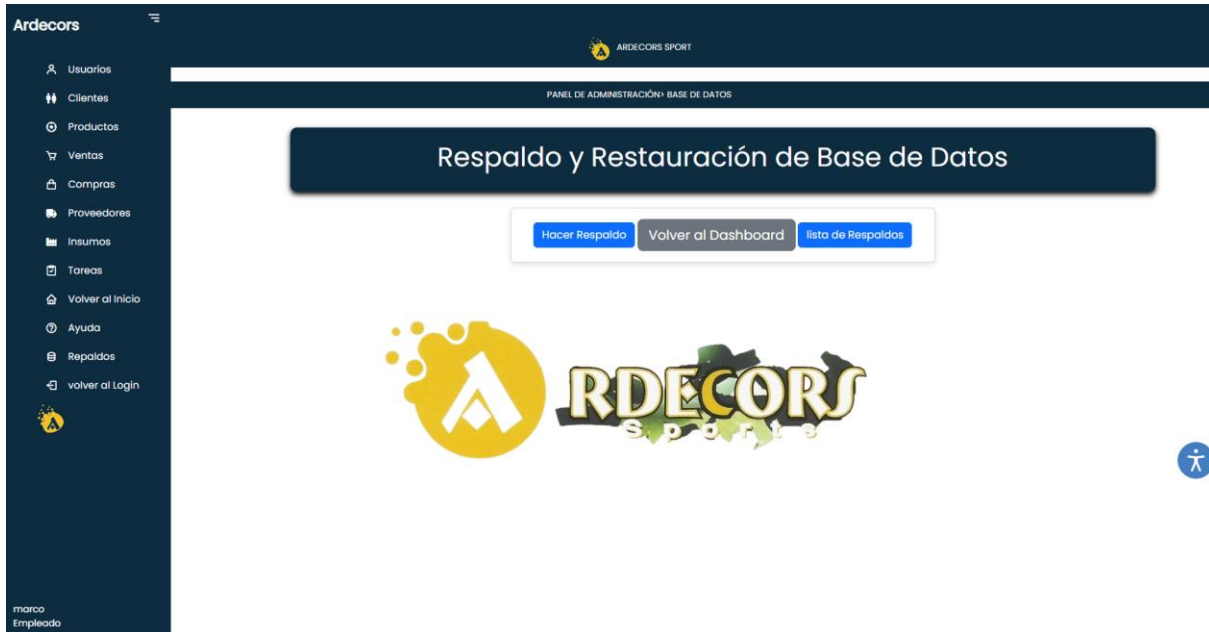 Ardecors
Usuarios
Clientes
Productos
Ventas
Compras
Proveedores
Insumos
Tareas
Volver al Inicio
Ayuda
Repaldos
volver al Login
marco
Empleado
ARDECORS SPORT
PANEL DE ADMINISTRACIÓN> BASE DE DATOS
Respaldo y Restauración de Base de Datos
Hacer Respaldo Volver al Dashboard lista de Respaldos
ARDECORS
Sports